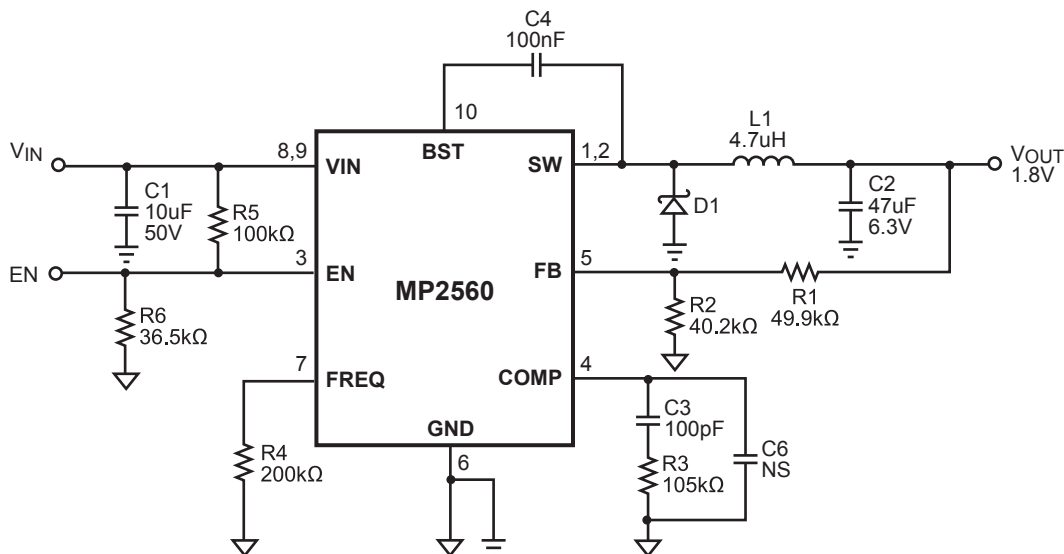 C4
100nF
10
L1
4.7uH
VIN
8,9
VIN
BST
SW
1,2
VOUT
1.8V
C1
10uF
50V
R5
100kΩ
D1
C2
47uF
6.3V
EN
3
EN
MP2560
FB
5
R1
49.9kΩ
R6
36.5kΩ
R2
40.2kΩ
7
FREQ
COMP
4
GND
6
R4
200kΩ
C3
100pF
R3
105kΩ
C6
NS